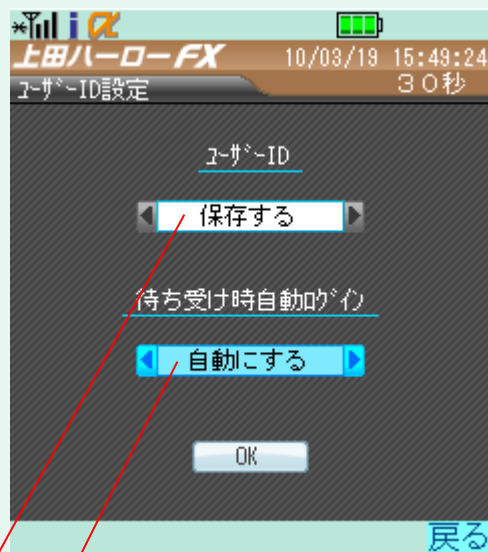 i α
上田ハーローFX 10/03/19 15:49:24
ﾕｰｻﾞｰID設定 30秒
ﾕｰｻﾞｰID
保存する
待ち受け時自動ﾛｸﾞｲﾝ
自動にする
OK
戻る